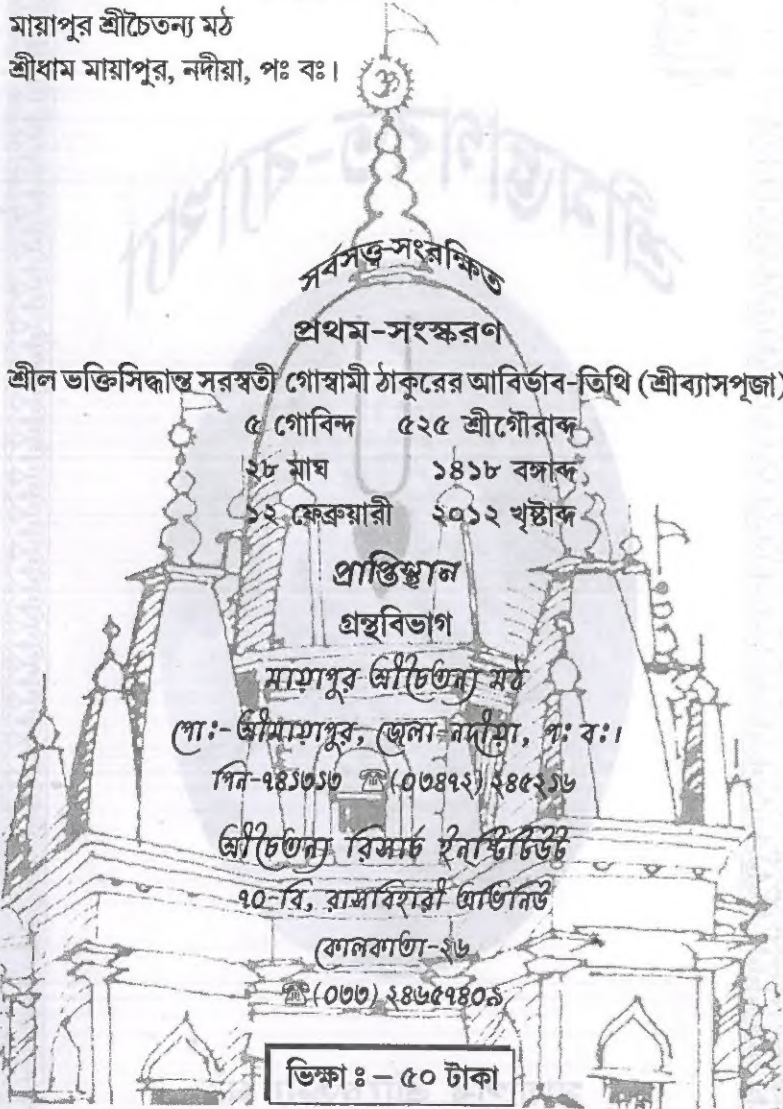 মায়াপুর শ্রীচৈতন্য মঠ
শ্রীধাম মায়াপুর, নদীয়া, পঃ বঃ।
ॐ
সর্বসত্ত্ব-সংরক্ষিত
প্রথম-সংস্করণ
শ্রীল ভক্তিসিদ্ধান্ত সরস্বতী গোস্বামী ঠাকুরের আবির্ভাব-তিথি (শ্রীব্যাসপূজা)
৫ গোবিন্দ ৫২৫ শ্রীগৌরাব্দ
২৮ মাঘ ১৪১৮ বঙ্গাব্দ
১২ ফেব্রুয়ারী ২০১২ খৃষ্টাব্দ
প্রাপ্তিস্থান
গ্রন্থবিভাগ
মায়াপুর শ্রীচৈতন্য মঠ
পো:-শ্রীমায়াপুর, জেলা-নদীয়া, প: ব:।
পিন-৭৪১৩১৩ ☎(০৩৪৭২) ২৪৫২১৬
শ্রীচৈতন্য রিসার্চ ইনষ্টিটিউট
৭০-বি, রাসবিহারী অ্যাভিনিউ
কোলকাতা-২৬
☎(০৩৩) ২৪৬৫৭৪০৯
ভিক্ষা ঃ – ৫০ টাকা